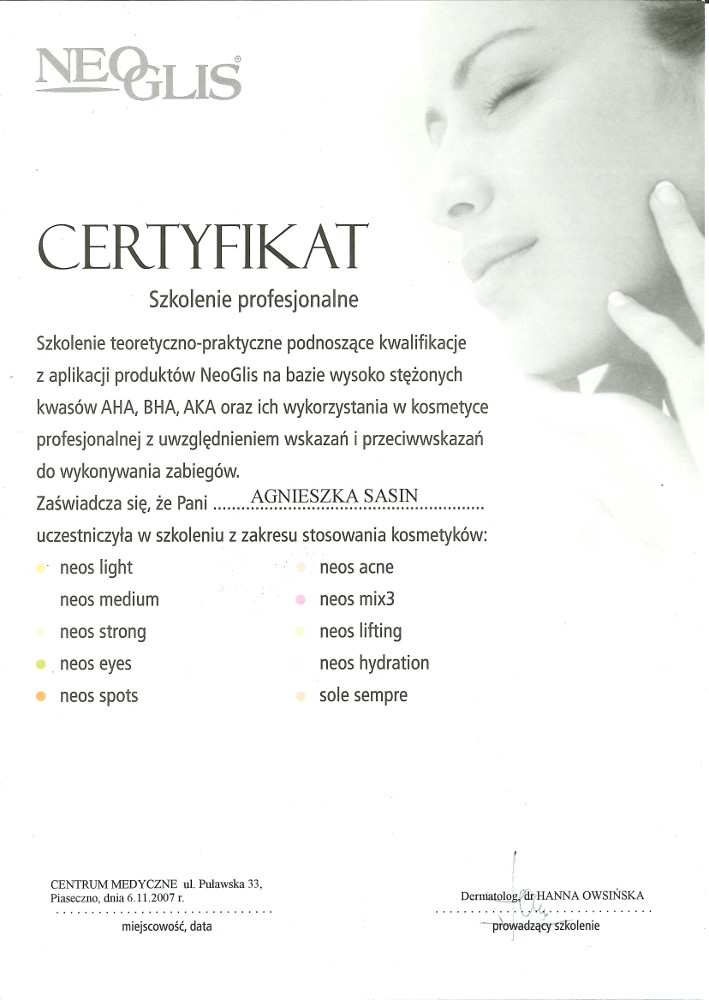 NEOGLIS®
CERTYFIKAT
Szkolenie profesjonalne
Szkolenie teoretyczno-praktyczne podnoszące kwalifikacje
z aplikacji produktów NeoGlis na bazie wysoko stężonych
kwasów AHA, BHA, AKA oraz ich wykorzystania w kosmetyce
profesjonalnej z uwzględnieniem wskazań i przeciwwskazań
do wykonywania zabiegów.
Zaświadcza się, że Pani AGNIESZKA SASIN
uczestniczyła w szkoleniu z zakresu stosowania kosmetyków:
neos light
neos medium
neos strong
neos eyes
neos spots
neos acne
neos mix3
neos lifting
neos hydration
sole sempre
CENTRUM MEDYCZNE ul. Puławska 33,
Piaseczno, dnia 6.11.2007 r.
miejscowość, data
Dermatolog, dr HANNA OWSIŃSKA
prowadzący szkolenie